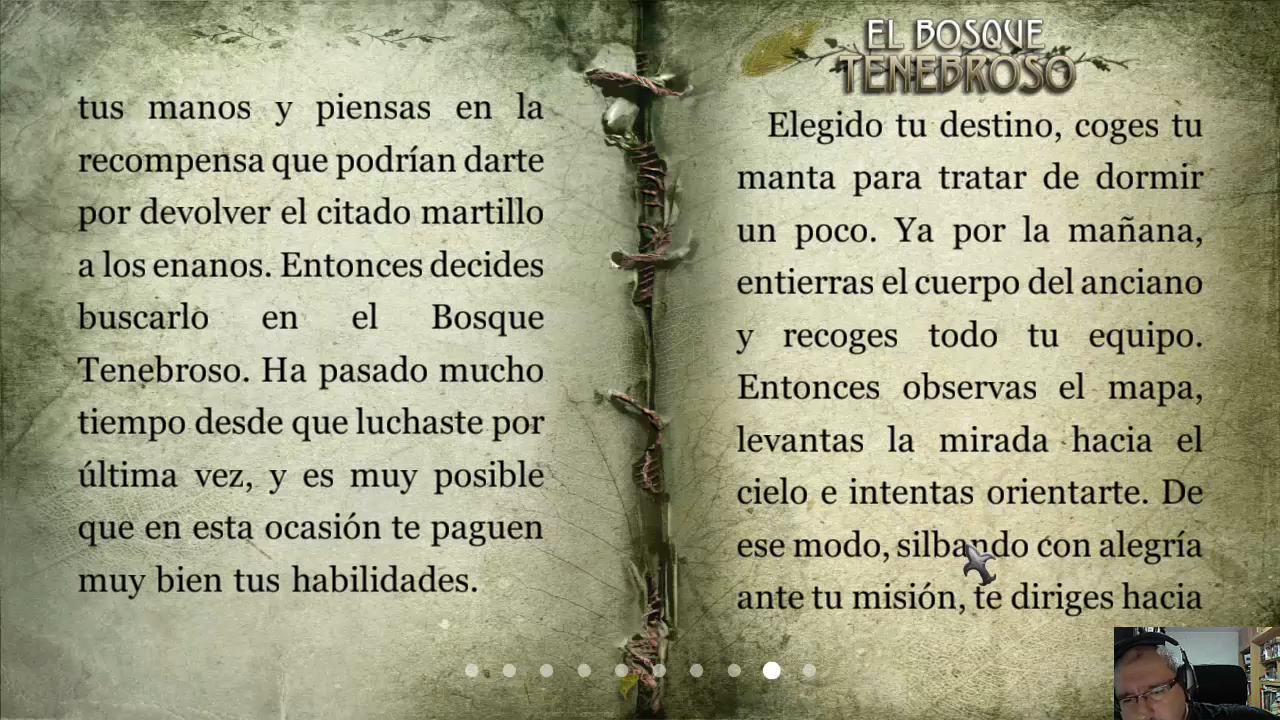 tus manos y piensas en la
recompensa que podrían darte
por devolver el citado martillo
a los enanos. Entonces decides
buscarlo en el Bosque
Tenebroso. Ha pasado mucho
tiempo desde que luchaste por
última vez, y es muy posible
que en esta ocasión te paguen
muy bien tus habilidades.
EL BOSQUE
TENEBROSO
Elegido tu destino, coges tu
manta para tratar de dormir
un poco. Ya por la mañana,
entierras el cuerpo del anciano
y recoges todo tu equipo.
Entonces observas el mapa,
levantas la mirada hacia el
cielo e intentas orientarte. De
ese modo, silbando con alegría
ante tu misión, te diriges hacia